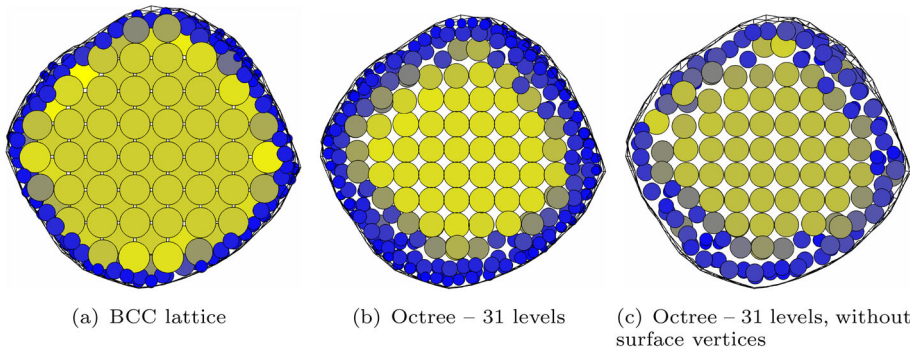 (a) BCC lattice
(b) Octree – 31 levels
(c) Octree – 31 levels, without
surface vertices